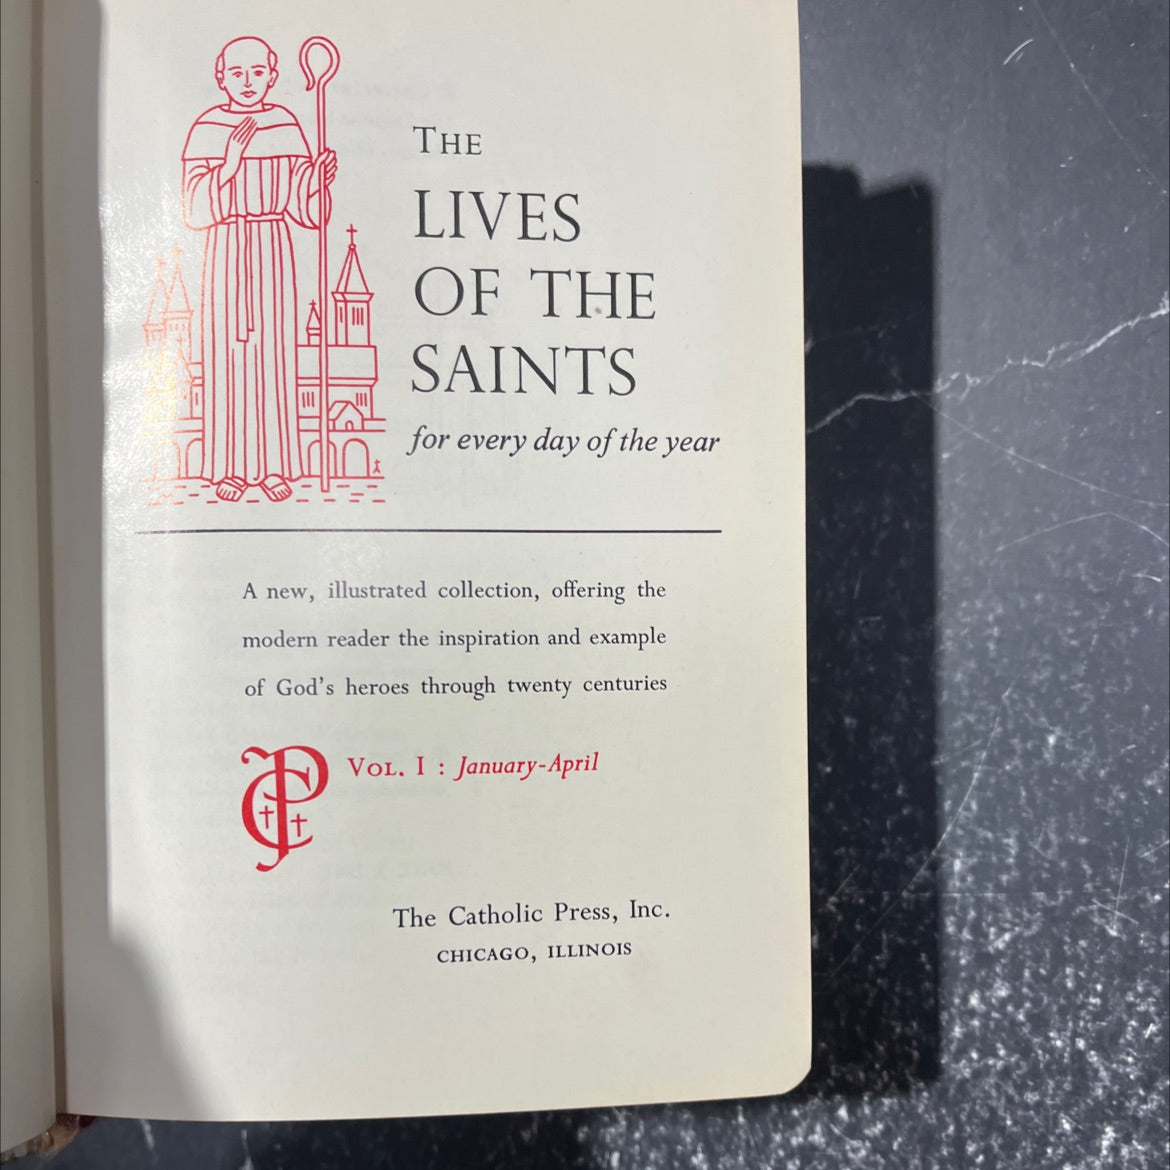 THE
LIVES
OF THE
SAINTS
for every day of the year
A new, illustrated collection, offering the
modern reader the inspiration and example
of God's heroes through twenty centuries
VOL. I : January-April
The Catholic Press, Inc.
CHICAGO, ILLINOIS